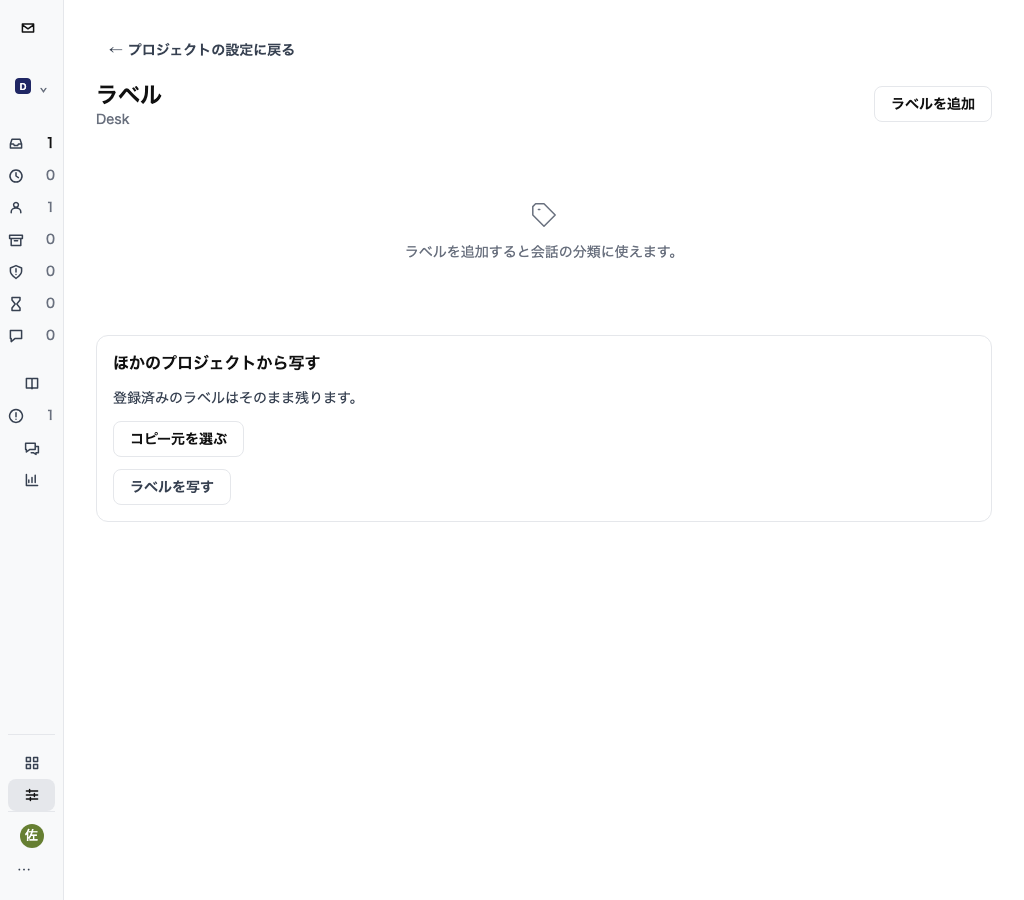 ← プロジェクトの設定に戻る
D
ラベル
Desk
ラベルを追加
1
0
1
0
0
0
0
1
ラベルを追加すると会話の分類に使えます。
ほかのプロジェクトから写す
登録済みのラベルはそのまま残ります。
コピー元を選ぶ
ラベルを写す
佐
…